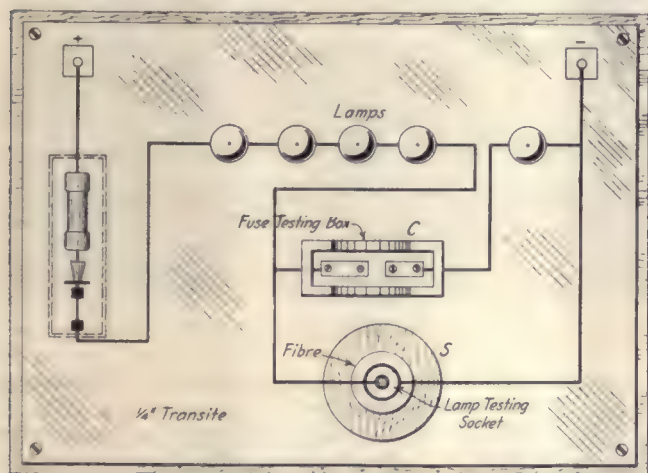 +
−
Lamps
Fuse Testing Box
C
Fibre
S
Lamp Testing
Socket
¼" Transite